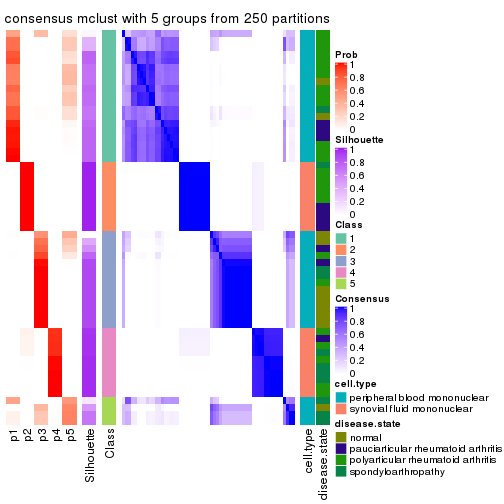 consensus mclust with 5 groups from 250 partitions
Prob
1
0.8
0.6
0.4
0.2
0
Silhouette
1
0.8
0.6
0.4
0.2
0
Class
1
2
3
4
5
Consensus
1
0.8
0.6
0.4
0.2
0
cell.type
peripheral blood mononuclear
synovial fluid mononuclear
disease.state
normal
pauciarticular rheumatoid arthritis
polyarticular rheumatoid arthritis
spondyloarthropathy
p1
p2
p3
p4
p5
Silhouette
Class
cell.type
disease.state